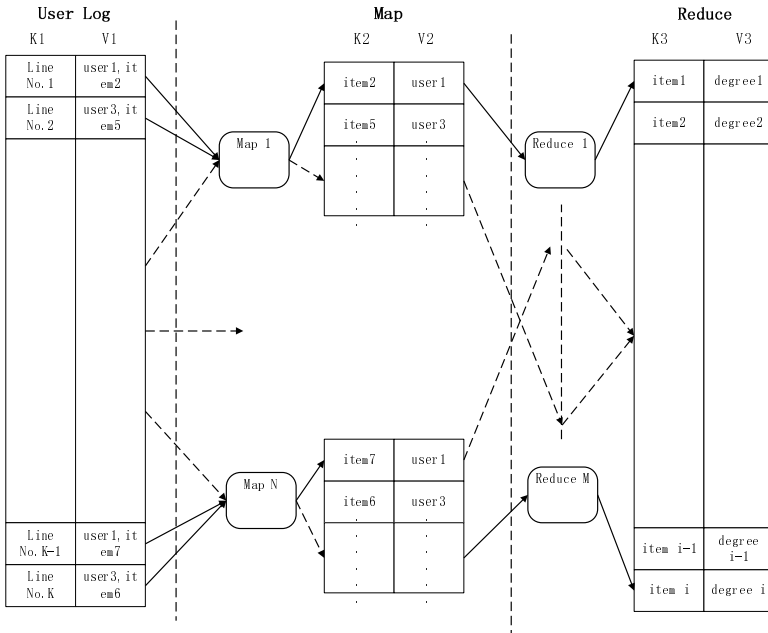 User Log
Map
Reduce
K1
V1
K2
V2
K3
V3
Line
No.1
user1, it
em2
Line
No.2
user3, it
em5
Map 1
item2
user1
item5
user3
Reduce 1
item1
degree1
item2
degree2
Map N
item7
user1
item6
user3
Reduce M
Line
No.K-1
user1, it
em7
Line
No.K
user3, it
em6
item i-1
degree
i-1
item i
degree i